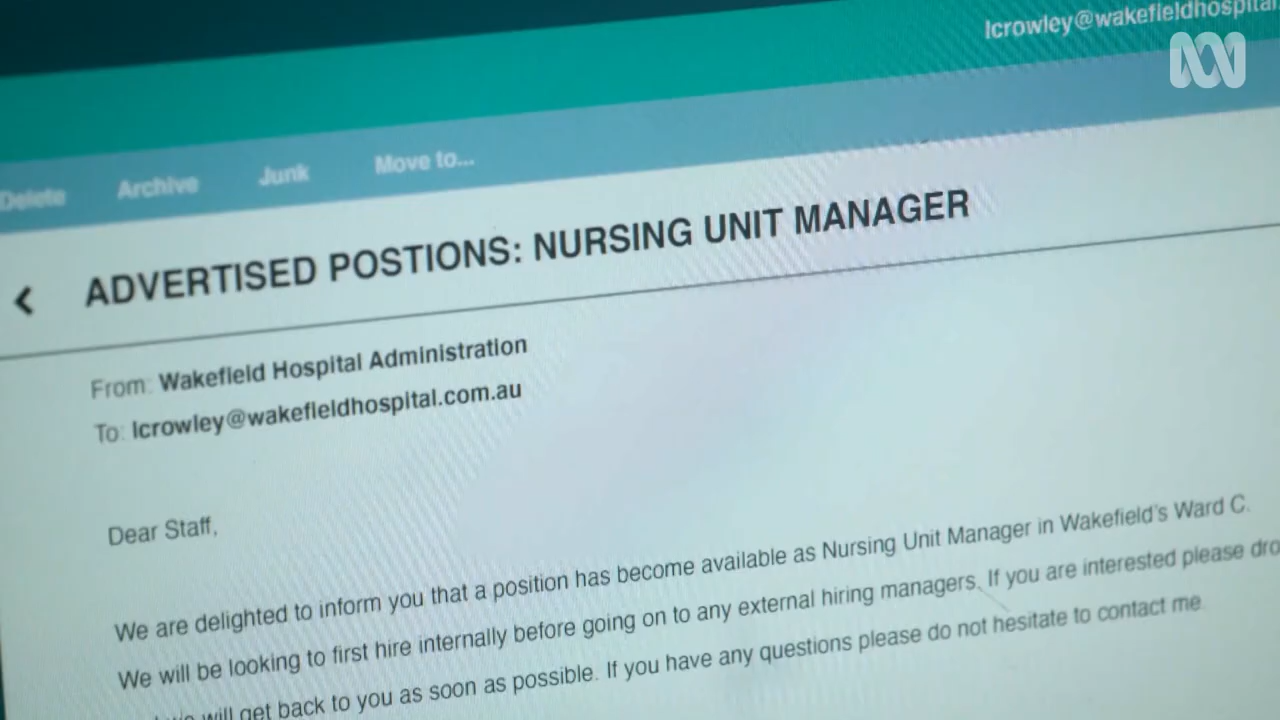 lcrowley@wakefieldhospital
Delete Archive Junk Move to...
ADVERTISED POSTIONS: NURSING UNIT MANAGER
From: Wakefield Hospital Administration
To: lcrowley@wakefieldhospital.com.au
Dear Staff,
We are delighted to inform you that a position has become available as Nursing Unit Manager in Wakefield's Ward C.
We will be looking to first hire internally before going on to any external hiring managers. If you are interested please dro
will get back to you as soon as possible. If you have any questions please do not hesitate to contact me.